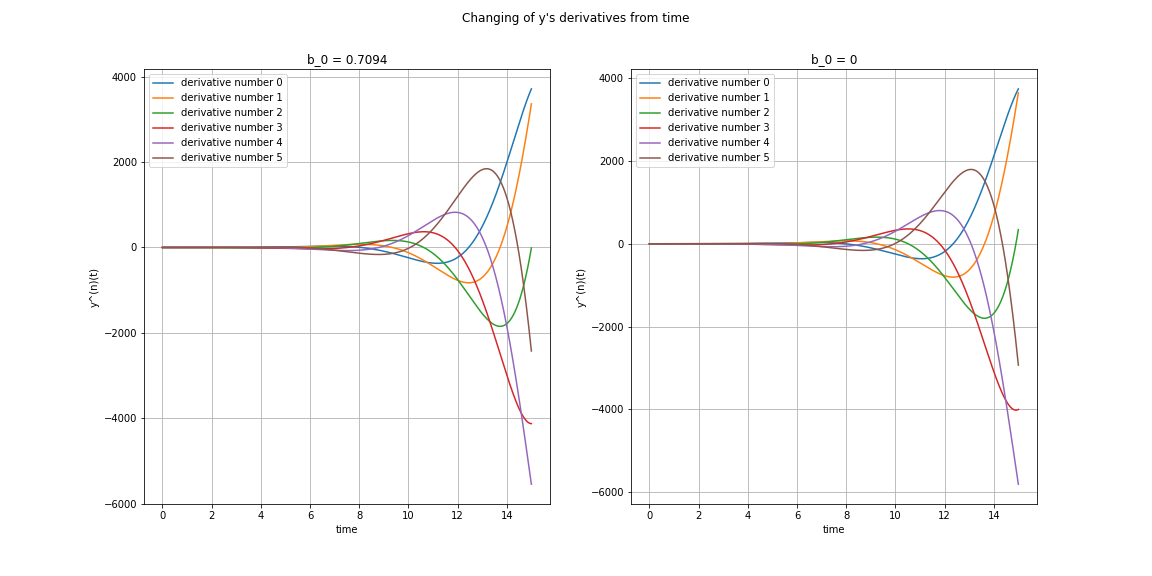 Changing of y's derivatives from time
b_0 = 0.7094
derivative number 0
derivative number 1
derivative number 2
derivative number 3
derivative number 4
derivative number 5
4000
2000
0
−2000
−4000
−6000
y^(n)(t)
0 2 4 6 8 10 12 14
time
b_0 = 0
derivative number 0
derivative number 1
derivative number 2
derivative number 3
derivative number 4
derivative number 5
4000
2000
0
−2000
−4000
−6000
y^(n)(t)
0 2 4 6 8 10 12 14
time